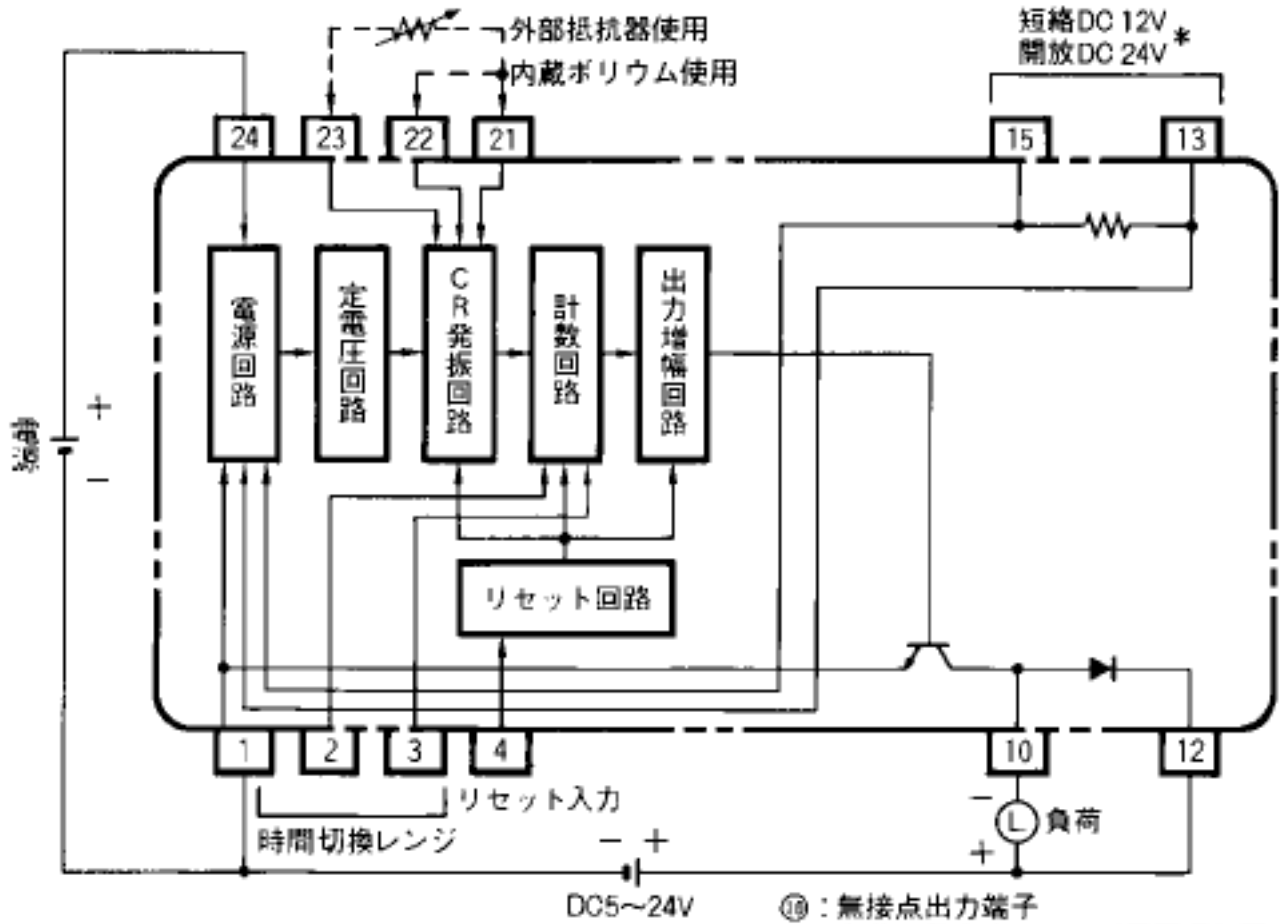 外部抵抗器使用
内蔵ボリウム使用
短絡DC 12V
開放DC 24V *
24
23
22
21
15
13
電源回路
定電圧回路
CR発振回路
計数回路
出力増幅回路
+
電源
−
リセット回路
1
2
3
4
10
12
リセット入力
時間切換レンジ
− +
DC5〜24V
−
L 負荷
+
⑩：無接点出力端子